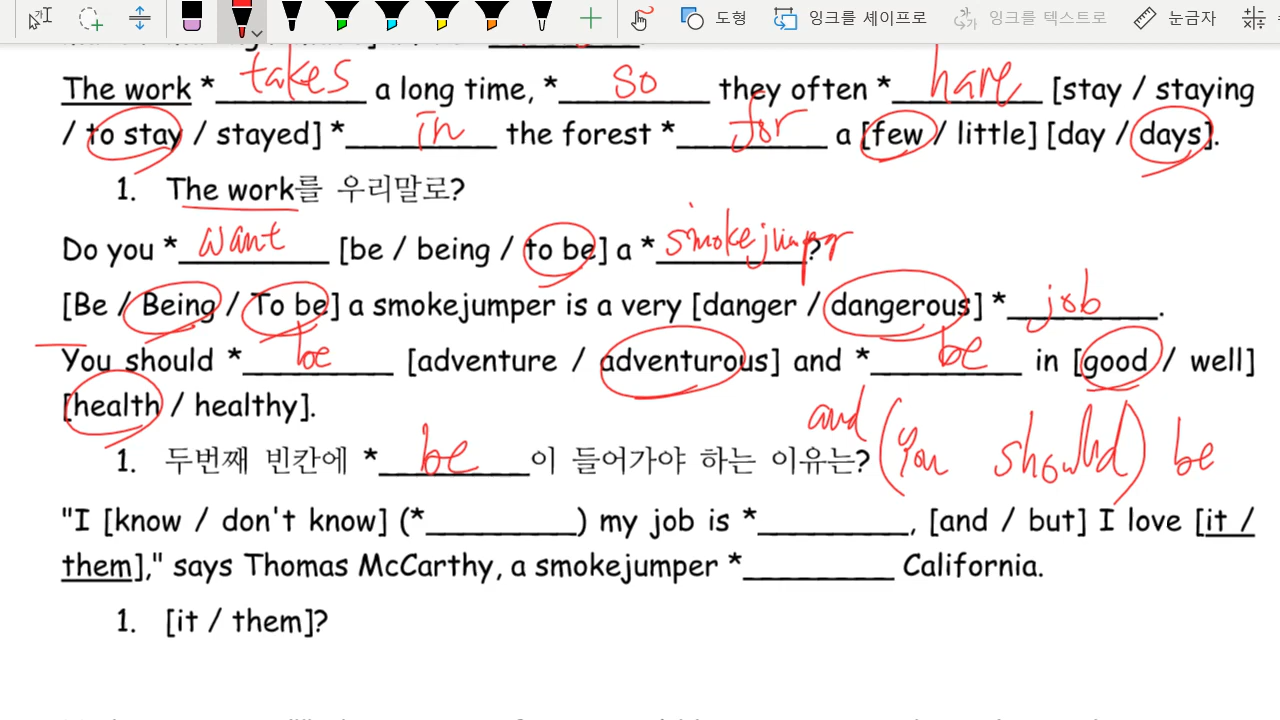 도형 잉크를 셰이프로 잉크를 텍스트로 눈금자
The work * takes a long time, * so they often * have [stay / staying
/ to stay / stayed] * in the forest * for a [few / little] [day / days].
1. The work를 우리말로?
Do you * want [be / being / to be] a * smokejumper?
[Be / Being / To be] a smokejumper is a very [danger / dangerous] * job.
You should * be [adventure / adventurous] and * be in [good / well]
[health / healthy].
and (You should) be
1. 두번째 빈칸에 * be 이 들어가야 하는 이유는?
"I [know / don't know] (*__________) my job is *__________, [and / but] I love [it /
them]," says Thomas McCarthy, a smokejumper *__________ California.
1. [it / them]?